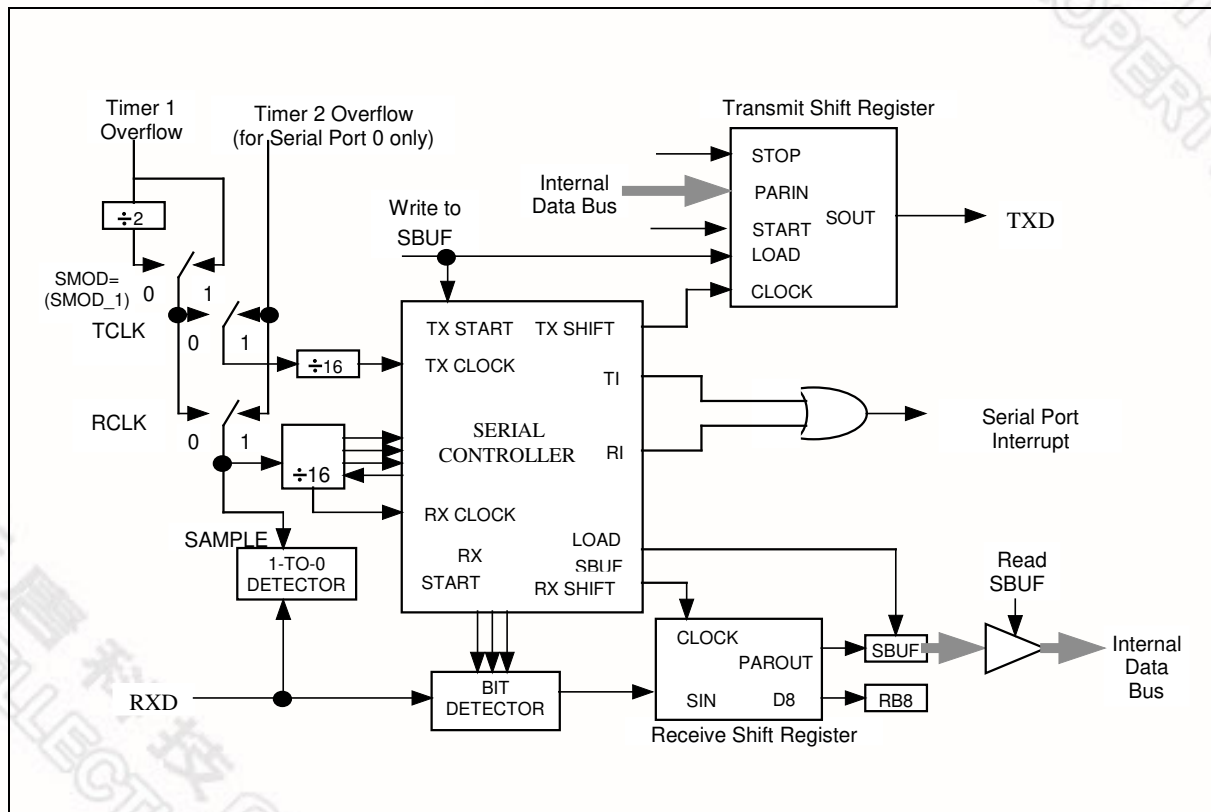 Timer 1
Overflow
Timer 2 Overflow
(for Serial Port 0 only)
÷2
SMOD=
(SMOD_1)
0
1
TCLK
0
1
÷16
RCLK
0
1
÷16
SAMPLE
1-TO-0
DETECTOR
RXD
Write to
SBUF
Internal
Data Bus
Transmit Shift Register
STOP
PARIN
START
LOAD
CLOCK
SOUT
TXD
TX START
TX SHIFT
TX CLOCK
TI
SERIAL
CONTROLLER
RI
RX CLOCK
LOAD
SBUF
RX
START
RX SHIFT
Serial Port
Interrupt
BIT
DETECTOR
CLOCK
PAROUT
SIN
D8
Receive Shift Register
SBUF
RB8
Read
SBUF
Internal
Data
Bus